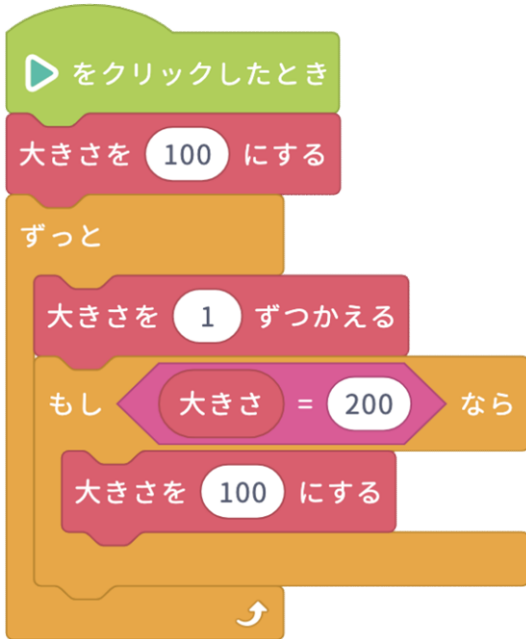 をクリックしたとき
大きさを 100 にする
ずっと
大きさを 1 ずつかえる
もし 大きさ = 200 なら
大きさを 100 にする